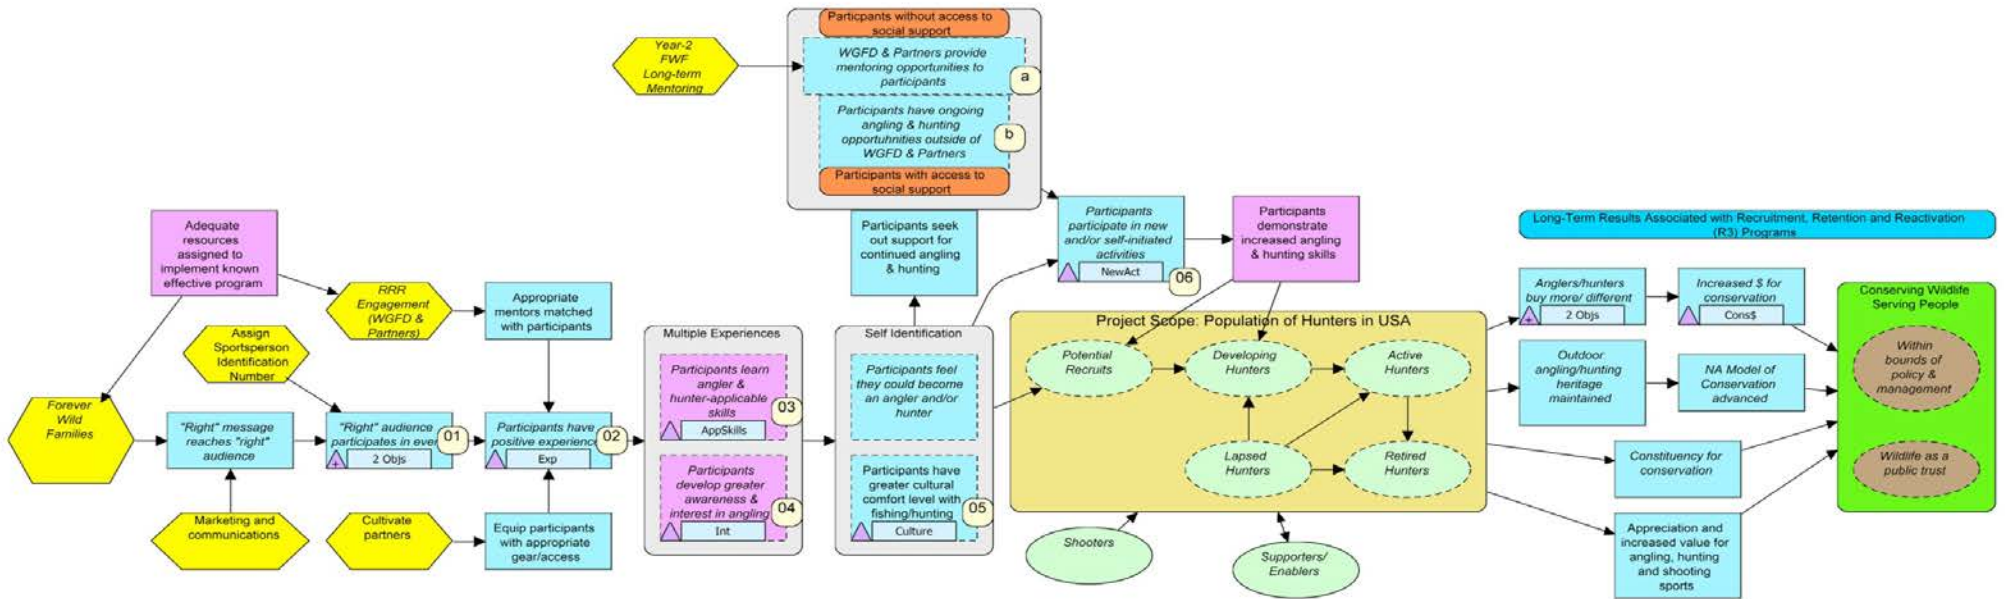 Participants without access to
social support
Year-2
FWF
Long-term
Mentoring
WGFD & Partners provide
mentoring opportunities to
participants
a
Participants have ongoing
angling & hunting
opportuhnities outside of
WGFD & Partners
b
Participants with access to
social support
Adequate
resources
assigned to
implement known
effective program
RRR
Engagement
(WGFD &
Partners)
Appropriate
mentors matched
with participants
Assign
Sportsperson
Identification
Number
Forever
Wild
Families
"Right" message
reaches "right"
audience
"Right" audience
participates in even
2 Objs
01
Participants have
positive experience
Exp
02
Marketing and
communications
Cultivate
partners
Equip participants
with appropriate
gear/access
Multiple Experiences
Participants learn
angler &
hunter-applicable
skills
AppSkills
03
Participants
develop greater
awareness &
interest in angling
Int
04
Participants seek
out support for
continued angling
& hunting
Self Identification
Participants feel
they could become
an angler and/or
hunter
Participants have
greater cultural
comfort level with
fishing/hunting
Culture
05
Participants
participate in new
and/or self-initiated
activities
NewAct
06
Participants
demonstrate
increased angling
& hunting skills
Project Scope: Population of Hunters in USA
Potential
Recruits
Developing
Hunters
Active
Hunters
Lapsed
Hunters
Retired
Hunters
Shooters
Supporters/
Enablers
Long-Term Results Associated with Recruitment, Retention and Reactivation
(R3) Programs
Anglers/hunters
buy more/ different
2 Objs
Increased $ for
conservation
Cons$
Outdoor
angling/hunting
heritage
maintained
NA Model of
Conservation
advanced
Constituency for
conservation
Appreciation and
increased value for
angling, hunting
and shooting
sports
Conserving Wildlife
Serving People
Within
bounds of
policy &
management
Wildlife as a
public trust